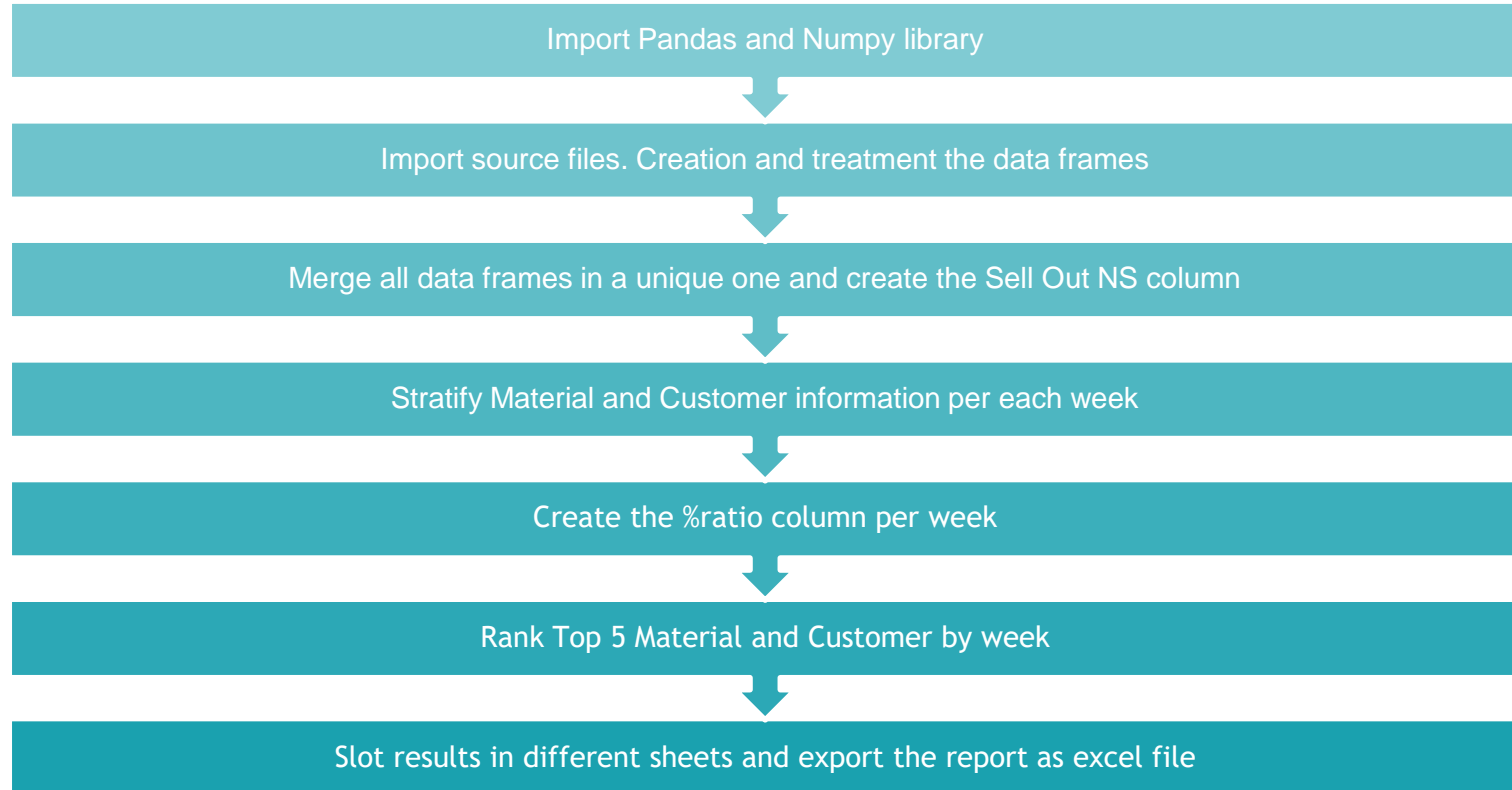 Import Pandas and Numpy library
Import source files. Creation and treatment the data frames
Merge all data frames in a unique one and create the Sell Out NS column
Stratify Material and Customer information per each week
Create the %ratio column per week
Rank Top 5 Material and Customer by week
Slot results in different sheets and export the report as excel file